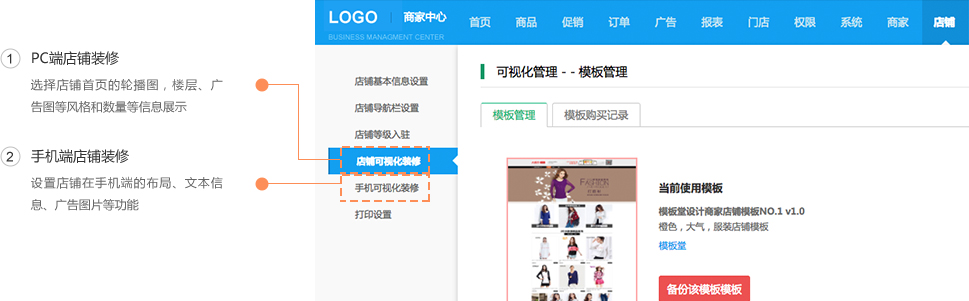 1 PC端店铺装修
选择店铺首页的轮播图，楼层、广
告图等风格和数量等信息展示
2 手机端店铺装修
设置店铺在手机端的布局、文本信
息、广告图片等功能
LOGO 商家中心
BUSINESS MANAGMENT CENTER
首页 商品 促销 订单 广告 报表 门店 权限 系统 商家 店铺
店铺基本信息设置
店铺导航栏设置
店铺等级入驻
店铺可视化装修
手机可视化装修
打印设置
可视化管理 - - 模板管理
模板管理 模板购买记录
FASHION
当前使用模板
模板堂设计商家店铺模板NO.1 v1.0
橙色，大气，服装店铺模板
模板堂
备份该模板模板